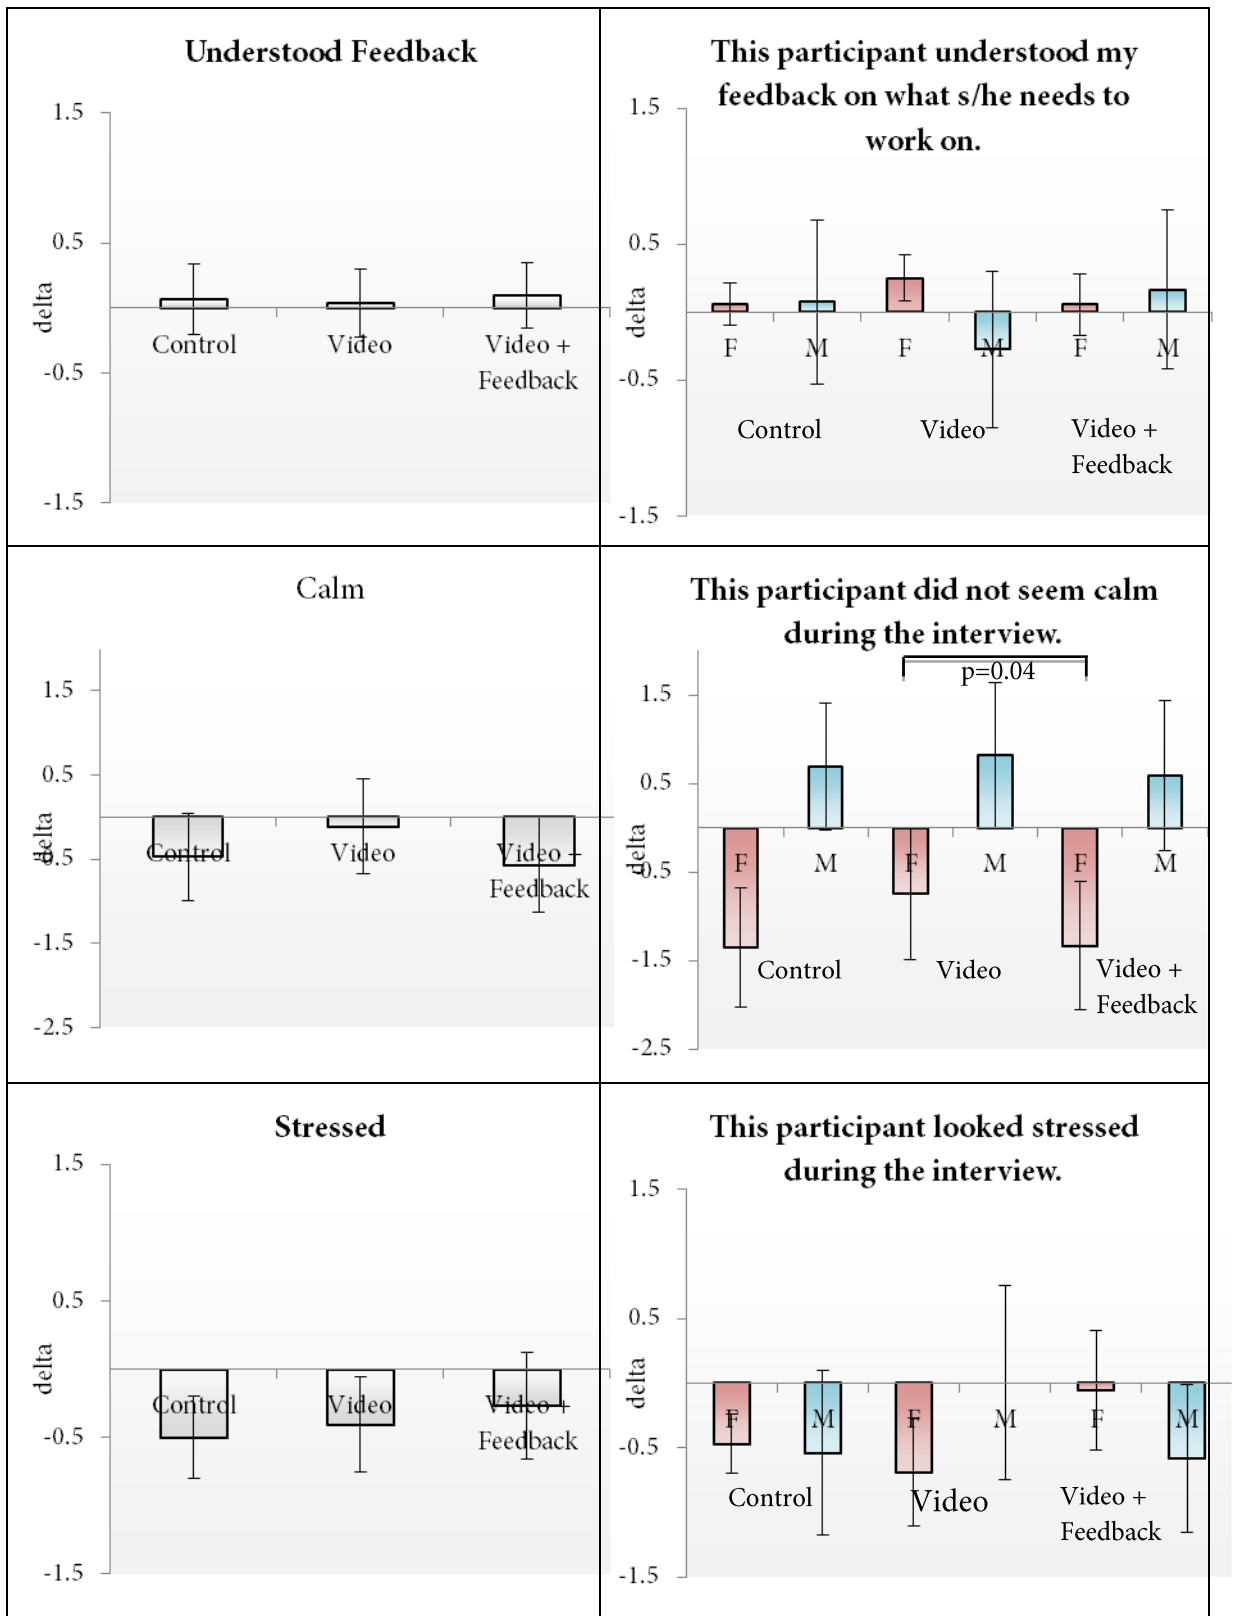 Understood Feedback
1.5
0.5
-0.5
-1.5
delta
Control
Video
Video +
Feedback
This participant understood my
feedback on what s/he needs to
work on.
1.5
0.5
-0.5
-1.5
delta
F
M
F
M
F
M
Control
Video
Video +
Feedback
Calm
1.5
0.5
-0.5
-1.5
-2.5
delta
Control
Video
Video +
Feedback
This participant did not seem calm
during the interview.
p=0.04
1.5
0.5
-0.5
-1.5
-2.5
delta
F
M
F
M
F
M
Control
Video
Video +
Feedback
Stressed
1.5
0.5
-0.5
-1.5
delta
Control
Video
Video +
Feedback
This participant looked stressed
during the interview.
1.5
0.5
-0.5
-1.5
delta
F
M
F
M
F
M
Control
Video
Video +
Feedback